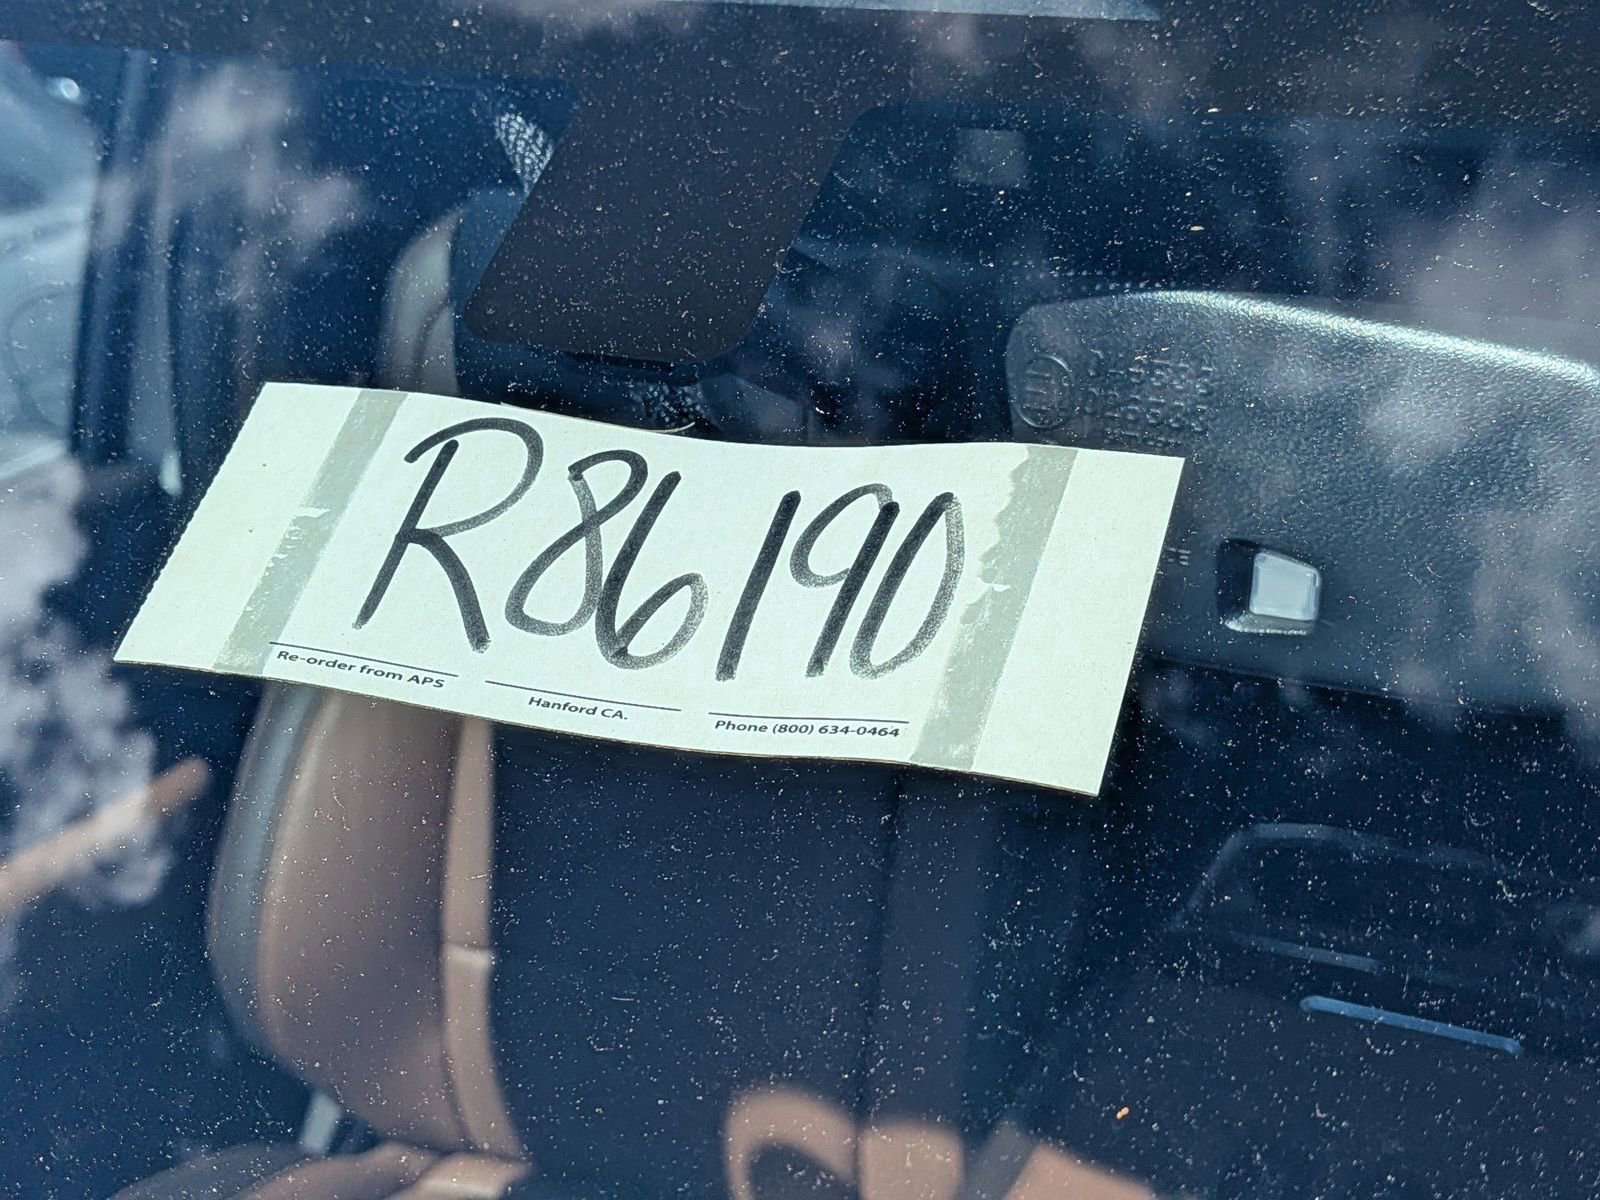 R86190
Re-order from APS
Hanford CA.
Phone (800) 634-0464